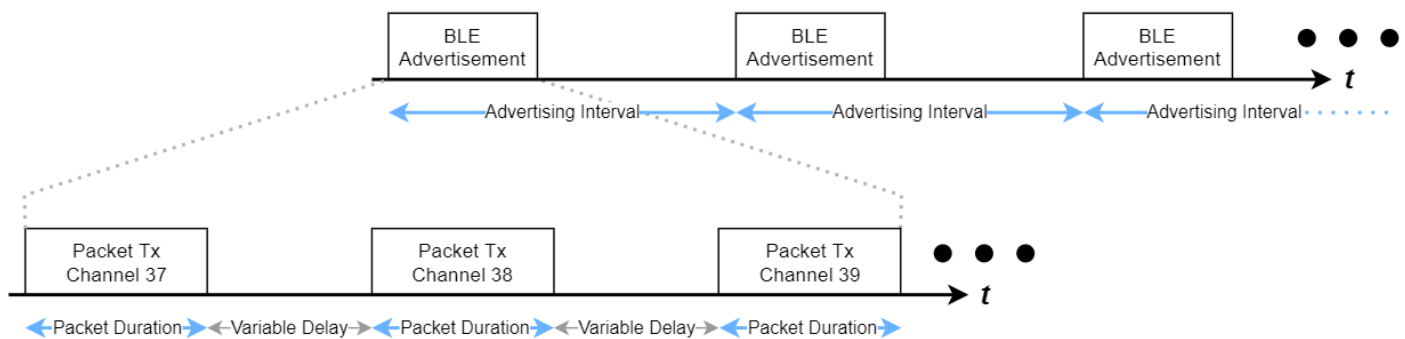 BLE
Advertisement
BLE
Advertisement
BLE
Advertisement
t
Advertising Interval
Advertising Interval
Advertising Interval
Packet Tx
Channel 37
Packet Tx
Channel 38
Packet Tx
Channel 39
t
Packet Duration
Variable Delay
Packet Duration
Variable Delay
Packet Duration